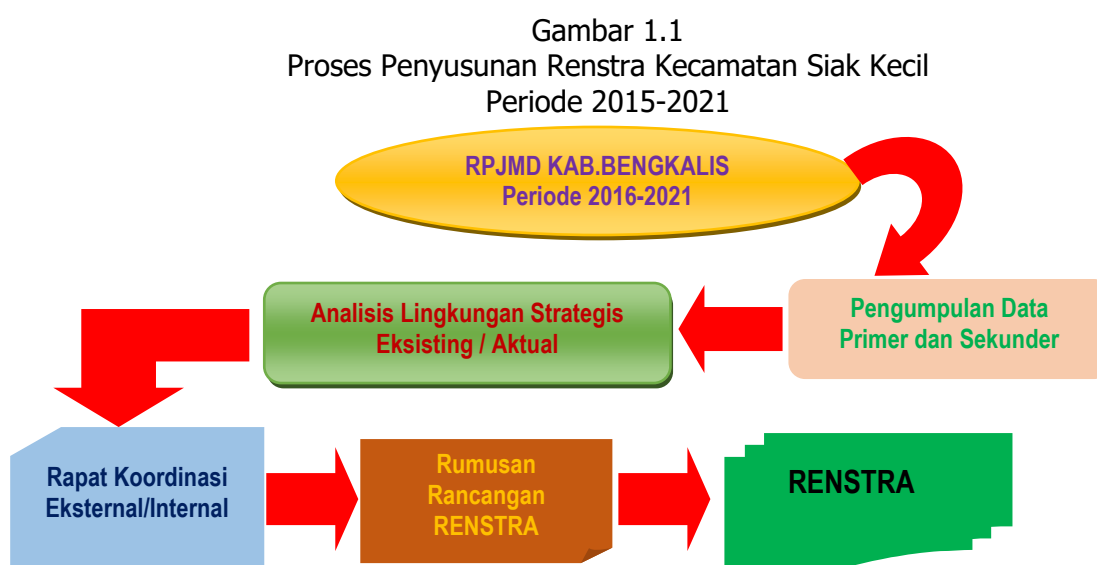 Gambar 1.1
Proses Penyusunan Renstra Kecamatan Siak Kecil
Periode 2015-2021
RPJMD KAB.BENGKALIS
Periode 2016-2021
Pengumpulan Data
Primer dan Sekunder
Analisis Lingkungan Strategis
Eksisting / Aktual
Rapat Koordinasi
Eksternal/Internal
Rumusan
Rancangan
RENSTRA
RENSTRA